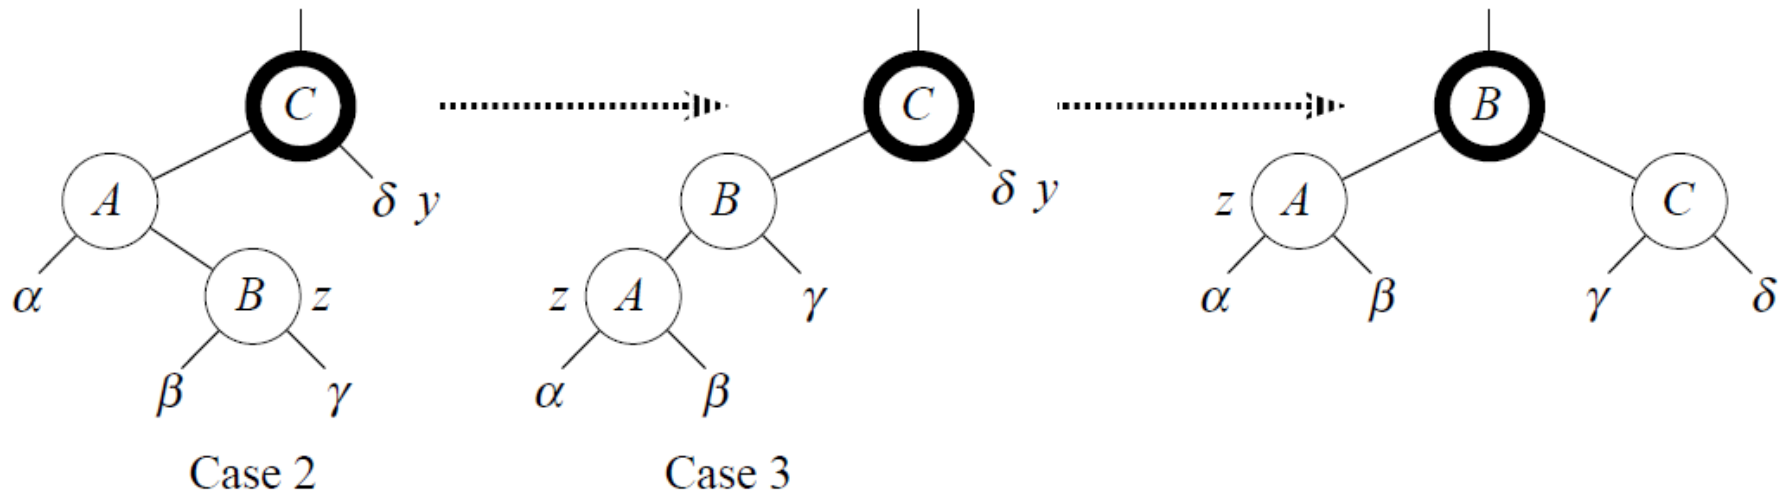 C C B
A δ y B δ y z A C
α B z z A γ α β γ δ
β γ α β
Case 2 Case 3